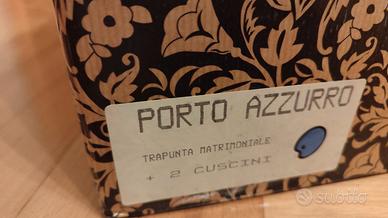 PORTO AZZURRO
TRAPUNTA MATRIMONIALE
+ 2 CUSCINI
subito